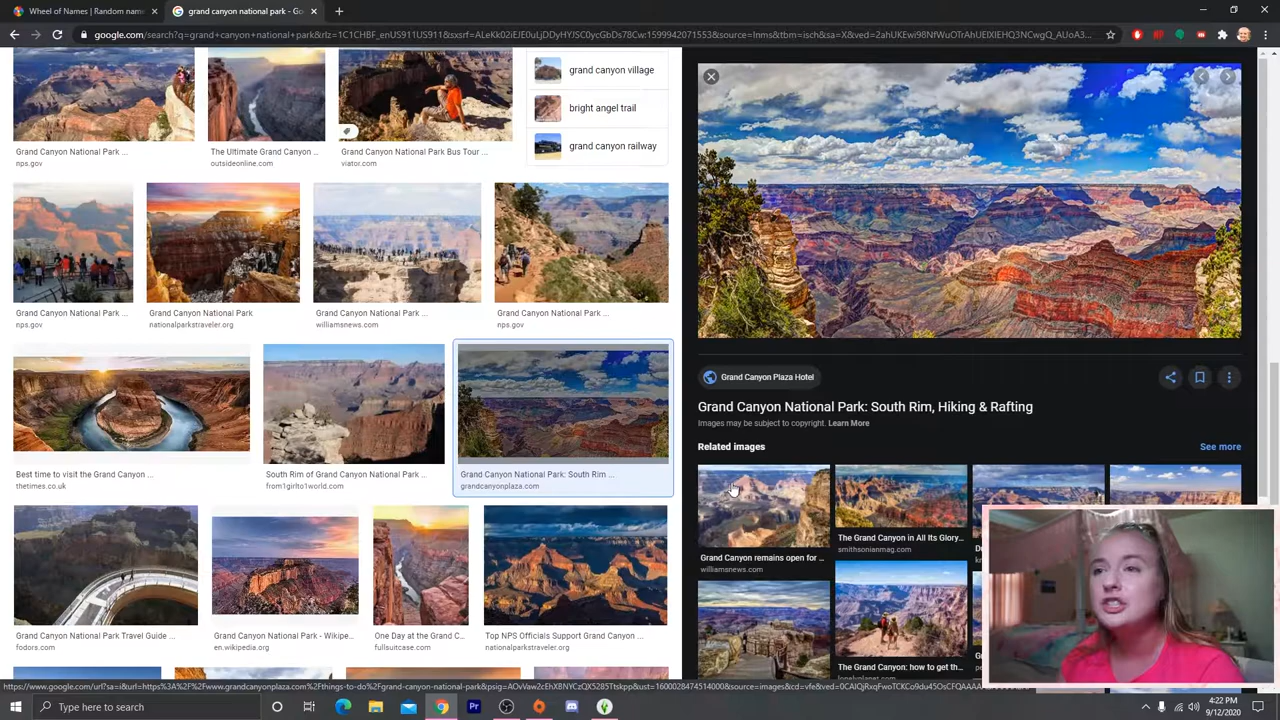 Wheel of Names | Random name
grand canyon national park - Go
google.com/search?q=grand+canyon+national+park&rlz=1C1CHBF_enUS911US911&sxsrf=
Grand Canyon National Park ...
nps.gov
The Ultimate Grand Canyon ...
outsideonline.com
Grand Canyon National Park Bus Tour ...
viator.com
grand canyon village
bright angel trail
grand canyon railway
Grand Canyon National Park ...
nps.gov
Grand Canyon National Park
nationalparkstraveler.org
Grand Canyon National Park ...
williamsnews.com
Grand Canyon National Park ...
nps.gov
Best time to visit the Grand Canyon ...
thetimes.co.uk
South Rim of Grand Canyon National Park ...
from1girlto1world.com
Grand Canyon National Park: South Rim ...
grandcanyonplaza.com
Grand Canyon National Park Travel Guide ...
fodors.com
Grand Canyon National Park - Wikipe...
en.wikipedia.org
One Day at the Grand C...
fullsuitcase.com
Top NPS Officials Support Grand Canyon ...
nationalparkstraveler.org
Grand Canyon Plaza Hotel
Grand Canyon National Park: South Rim, Hiking & Rafting
Images may be subject to copyright. Learn More
Related images
See more
Grand Canyon remains open for ...
williamsnews.com
The Grand Canyon in All Its Glory...
smithsonianmag.com
The Grand Canyon: how to get th...
lonelyplanet.com
Type here to search
4:22 PM
9/12/2020